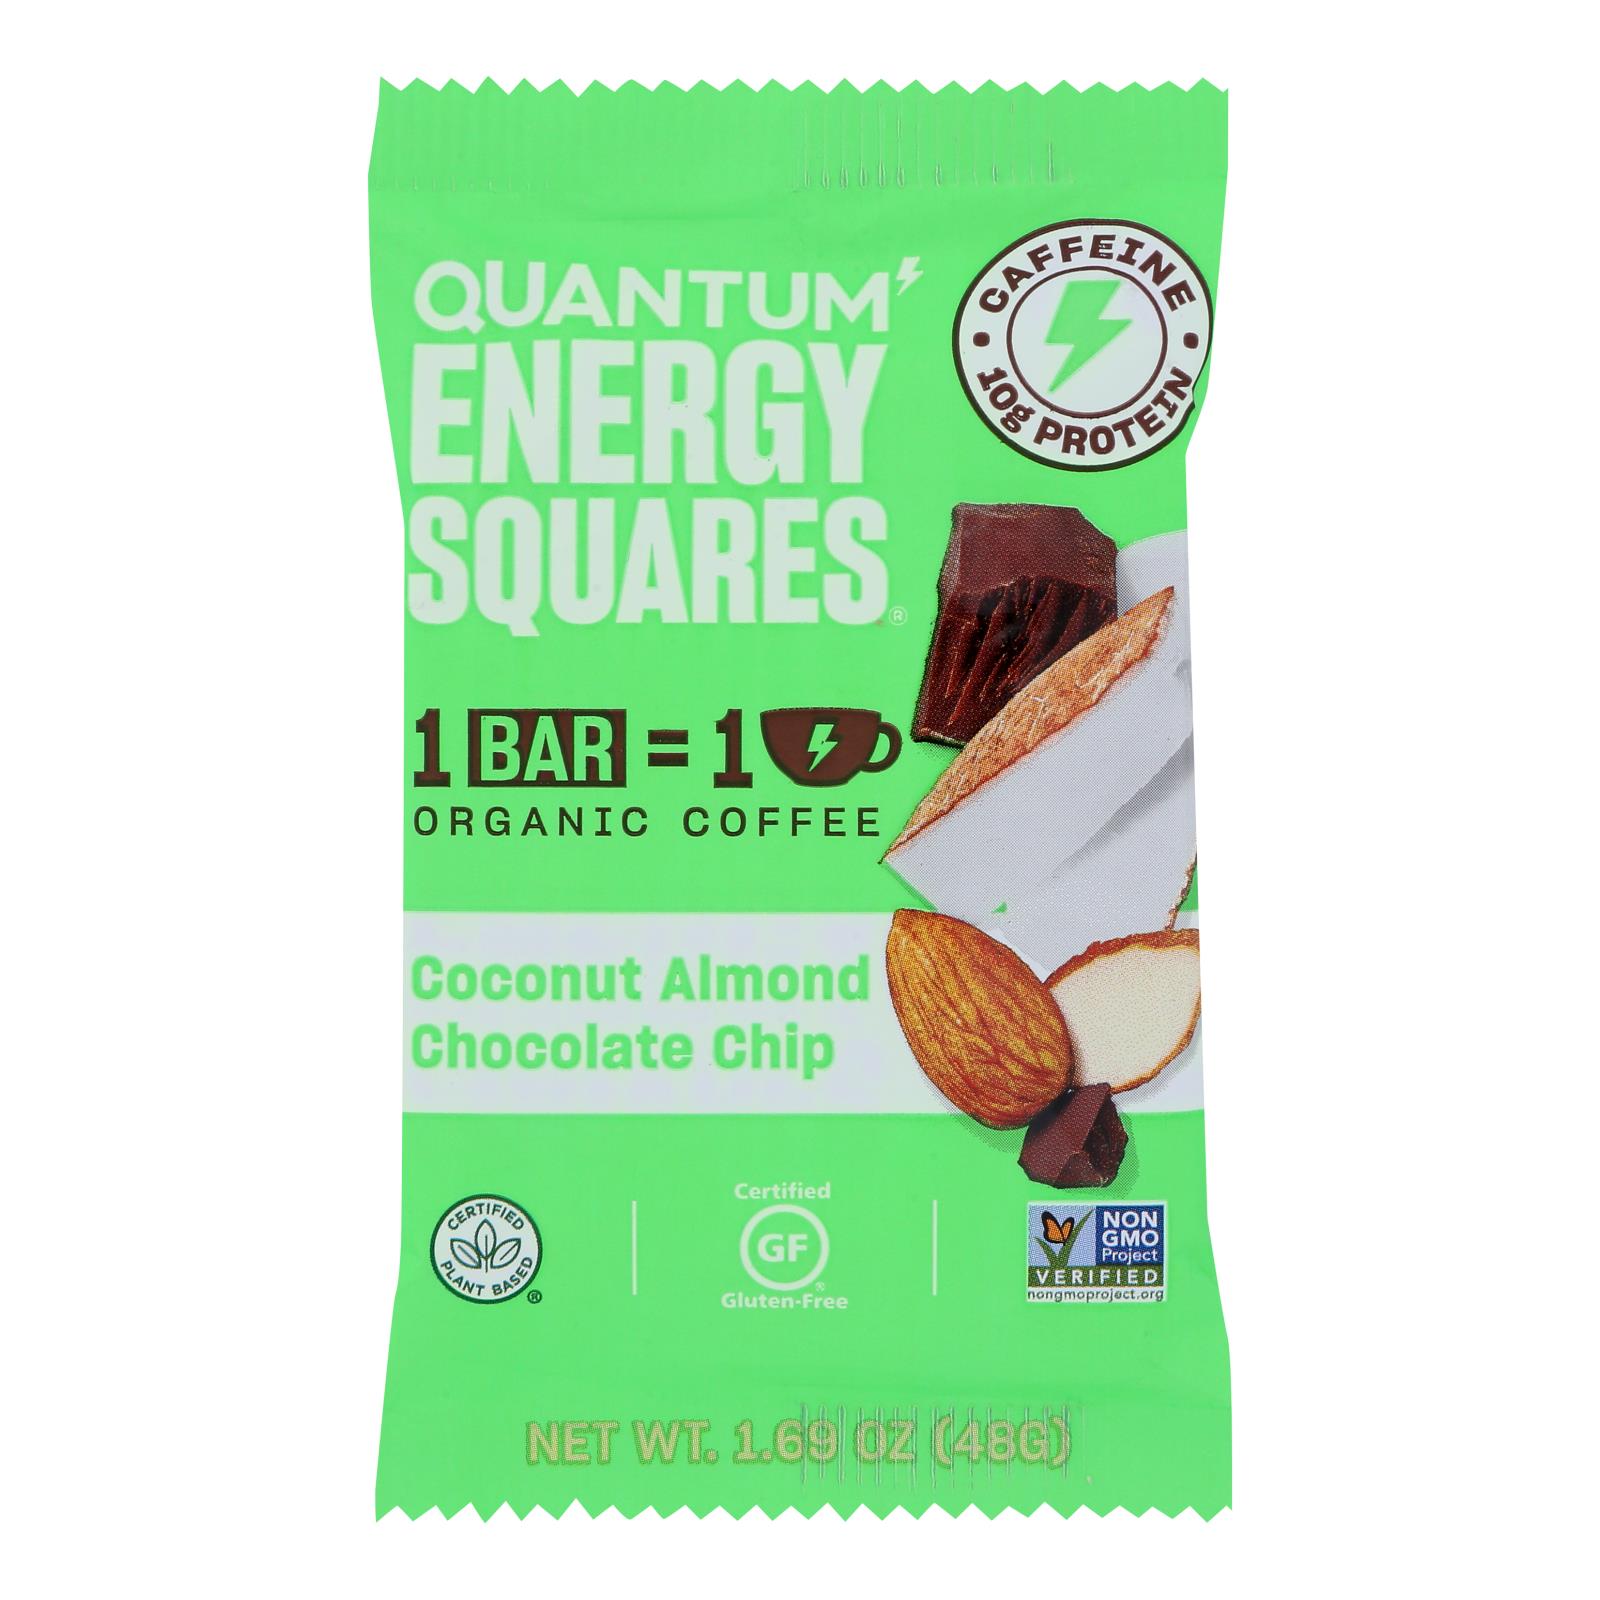 QUANTUM
ENERGY
SQUARES®
CAFFEINE
10g PROTEIN
1 BAR = 1
ORGANIC COFFEE
Coconut Almond
Chocolate Chip
CERTIFIED
PLANT BASED
®
Certified
GF
®
Gluten-Free
NON
GMO
Project
VERIFIED
nongmoproject.org
NET WT. 1.69 OZ (48G)